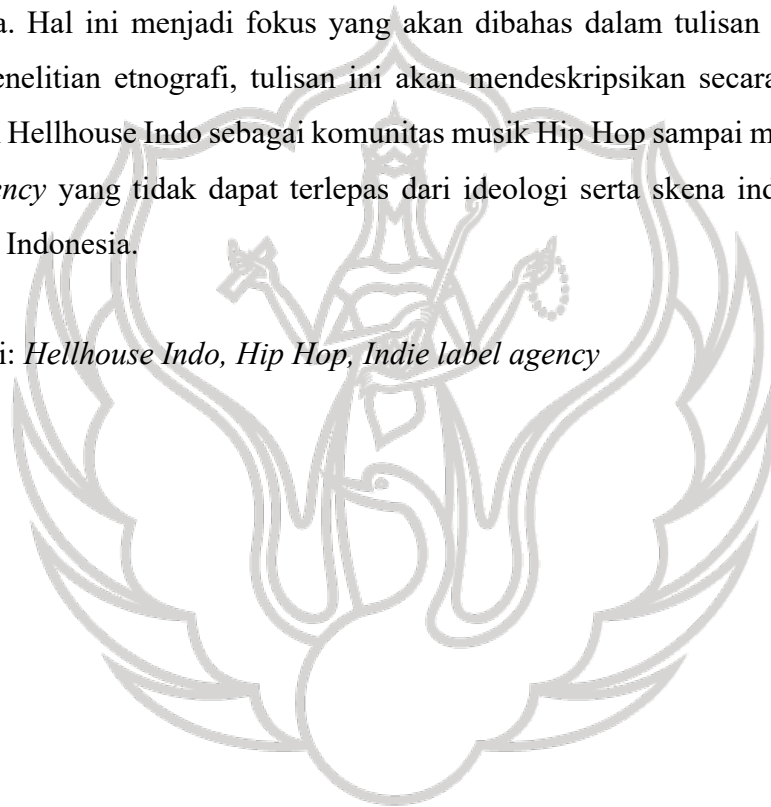 a. Hal ini menjadi fokus yang akan dibahas dalam tulisan
enelitian etnografi, tulisan ini akan mendeskripsikan secara
Hellhouse Indo sebagai komunitas musik Hip Hop sampai m
ency yang tidak dapat terlepas dari ideologi serta skena ind
Indonesia.
i: Hellhouse Indo, Hip Hop, Indie label agency